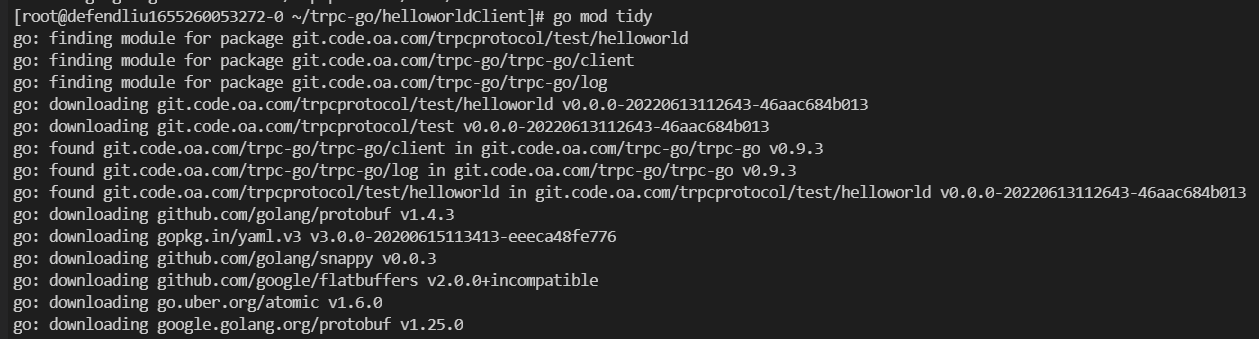 [root@defendliu1655260053272-0 ~/trpc-go/helloworldClient]# go mod tidy
go: finding module for package git.code.oa.com/trpcprotocol/test/helloworld
go: finding module for package git.code.oa.com/trpc-go/trpc-go/client
go: finding module for package git.code.oa.com/trpc-go/trpc-go/log
go: downloading git.code.oa.com/trpcprotocol/test/helloworld v0.0.0-20220613112643-46aac684b013
go: downloading git.code.oa.com/trpcprotocol/test v0.0.0-20220613112643-46aac684b013
go: found git.code.oa.com/trpc-go/trpc-go/client in git.code.oa.com/trpc-go/trpc-go v0.9.3
go: found git.code.oa.com/trpc-go/trpc-go/log in git.code.oa.com/trpc-go/trpc-go v0.9.3
go: found git.code.oa.com/trpcprotocol/test/helloworld in git.code.oa.com/trpcprotocol/test/helloworld v0.0.0-20220613112643-46aac684b013
go: downloading github.com/golang/protobuf v1.4.3
go: downloading gopkg.in/yaml.v3 v3.0.0-20200615113413-eeeca48fe776
go: downloading github.com/golang/snappy v0.0.3
go: downloading github.com/google/flatbuffers v2.0.0+incompatible
go: downloading go.uber.org/atomic v1.6.0
go: downloading google.golang.org/protobuf v1.25.0